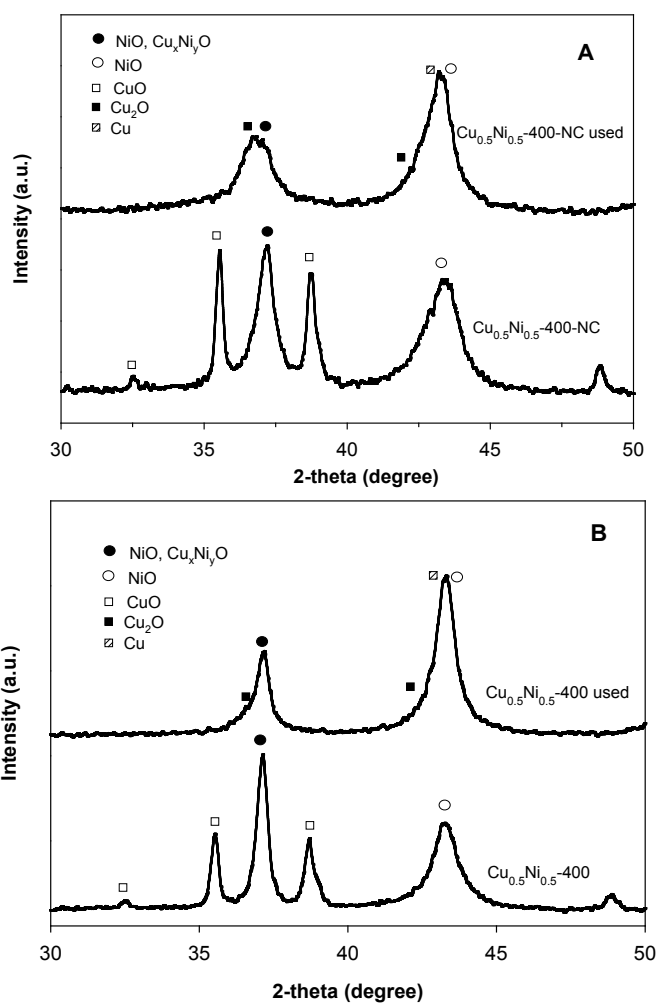 A
● NiO, CuₓNiᵧO
○ NiO
□ CuO
■ Cu₂O
▨ Cu
Cu₀.₅Ni₀.₅-400-NC used
Cu₀.₅Ni₀.₅-400-NC
Intensity (a.u.)
30 35 40 45 50
2-theta (degree)
B
● NiO, CuₓNiᵧO
○ NiO
□ CuO
■ Cu₂O
▨ Cu
Cu₀.₅Ni₀.₅-400 used
Cu₀.₅Ni₀.₅-400
Intensity (a.u.)
30 35 40 45 50
2-theta (degree)